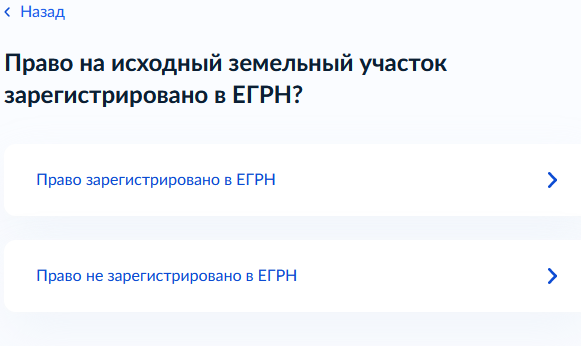 Назад
Право на исходный земельный участок
зарегистрировано в ЕГРН?
Право зарегистрировано в ЕГРН
Право не зарегистрировано в ЕГРН